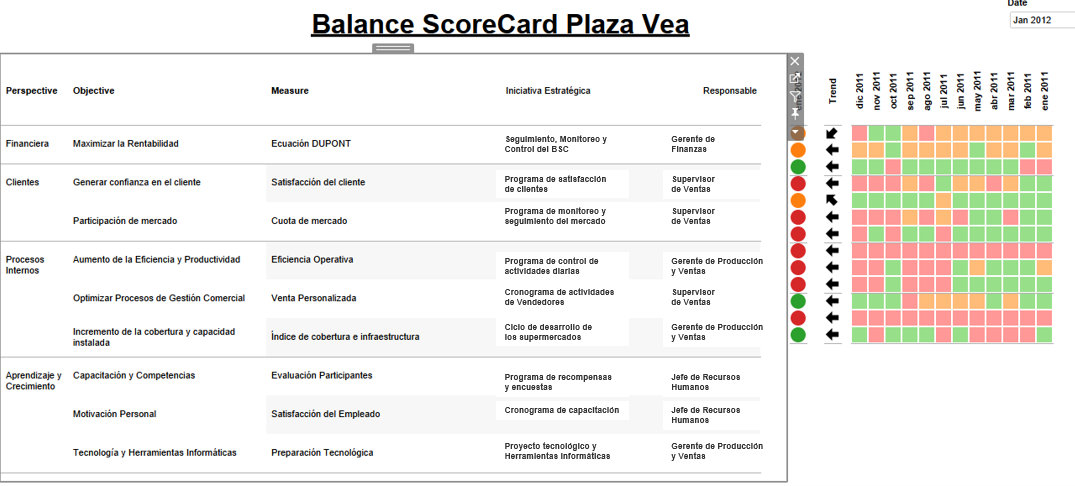 Date
Balance ScoreCard Plaza Vea
Jan 2012
Perspective Objective Measure Iniciativa Estratégica Responsable
Trend
dic 2011
nov 2011
oct 2011
sep 2011
ago 2011
jul 2011
jun 2011
may 2011
abr 2011
mar 2011
feb 2011
ene 2011
Financiera Maximizar la Rentabilidad Ecuación DUPONT
Seguimiento, Monitoreo y
Control del BSC
Gerente de
Finanzas
Clientes Generar confianza en el cliente Satisfacción del cliente
Programa de satisfacción
de clientes
Supervisor
de Ventas
Participación de mercado Cuota de mercado
Programa de monitoreo y
seguimiento del mercado
Supervisor
de Ventas
Procesos
Internos
Aumento de la Eficiencia y Productividad Eficiencia Operativa
Programa de control de
actividades diarias
Gerente de Producción
y Ventas
Optimizar Procesos de Gestión Comercial Venta Personalizada
Cronograma de actividades
de Vendedores
Supervisor
de Ventas
Incremento de la cobertura y capacidad
instalada
Índice de cobertura e infraestructura
Ciclo de desarrollo de
los supermercados
Gerente de Producción
y Ventas
Aprendizaje y
Crecimiento
Capacitación y Competencias Evaluación Participantes
Programa de recompensas
y encuestas
Jefe de Recursos
Humanos
Motivación Personal Satisfacción del Empleado
Cronograma de capacitación
Jefe de Recursos
Humanos
Tecnología y Herramientas Informáticas Preparación Tecnológica
Proyecto tecnológico y
Herramientas Informáticas
Gerente de Producción
y Ventas